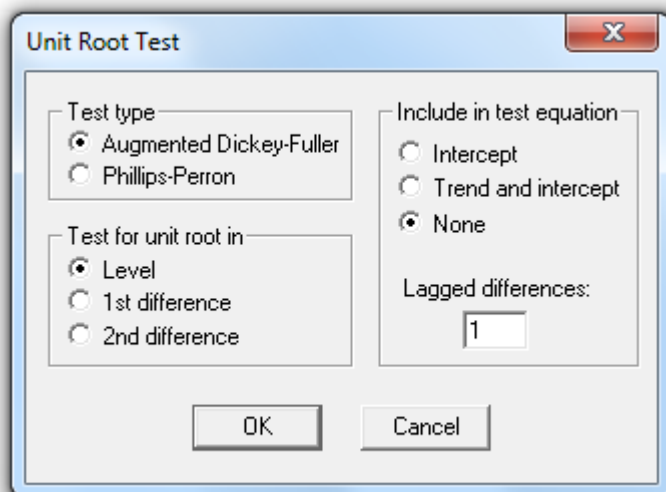 Unit Root Test
Test type
Augmented Dickey-Fuller
Phillips-Perron
Test for unit root in
Level
1st difference
2nd difference
Include in test equation
Intercept
Trend and intercept
None
Lagged differences:
1
OK
Cancel